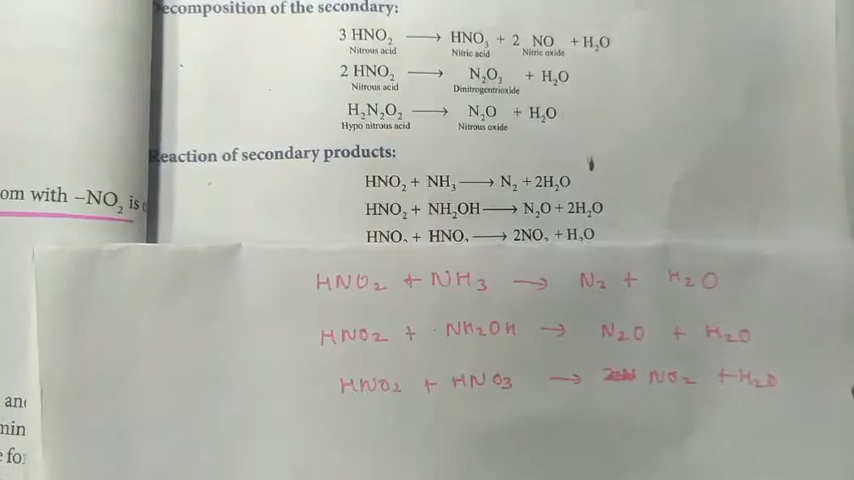 Decomposition of the secondary:
3 HNO₂ ⟶ HNO₃ + 2 NO + H₂O
Nitrous acid Nitric acid Nitric oxide
2 HNO₂ ⟶ N₂O₃ + H₂O
Nitrous acid Dinitrogentrioxide
H₂N₂O₂ ⟶ N₂O + H₂O
Hypo nitrous acid Nitrous oxide
Reaction of secondary products:
HNO₂ + NH₃ ⟶ N₂ + 2H₂O
om with –NO₂ is
HNO₂ + NH₂OH ⟶ N₂O + 2H₂O
HNO₂ + HNO₃ ⟶ 2NO₂ + H₂O
HNO₂ + NH₃ → N₂ + H₂O
HNO₂ + NH₂OH → N₂O + H₂O
HNO₂ + HNO₃ → NO₂ + H₂O
an
min
e fo